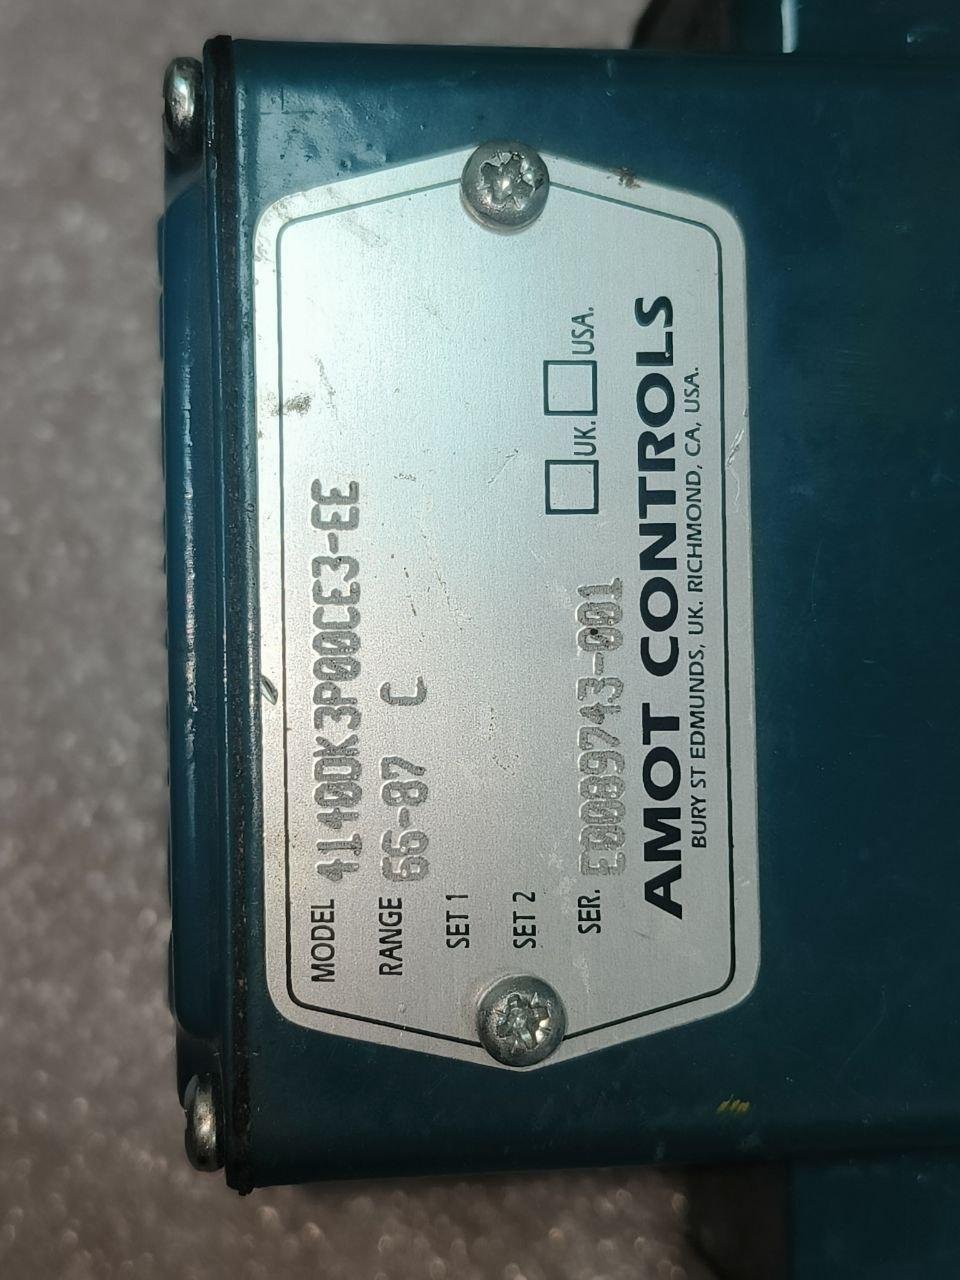 MODEL 4140DK3P00CE3-EE
RANGE 66-87 C
SET 1
SET 2
SER. E0089743-001
UK. USA.
AMOT CONTROLS
BURY ST EDMUNDS, UK. RICHMOND, CA, USA.